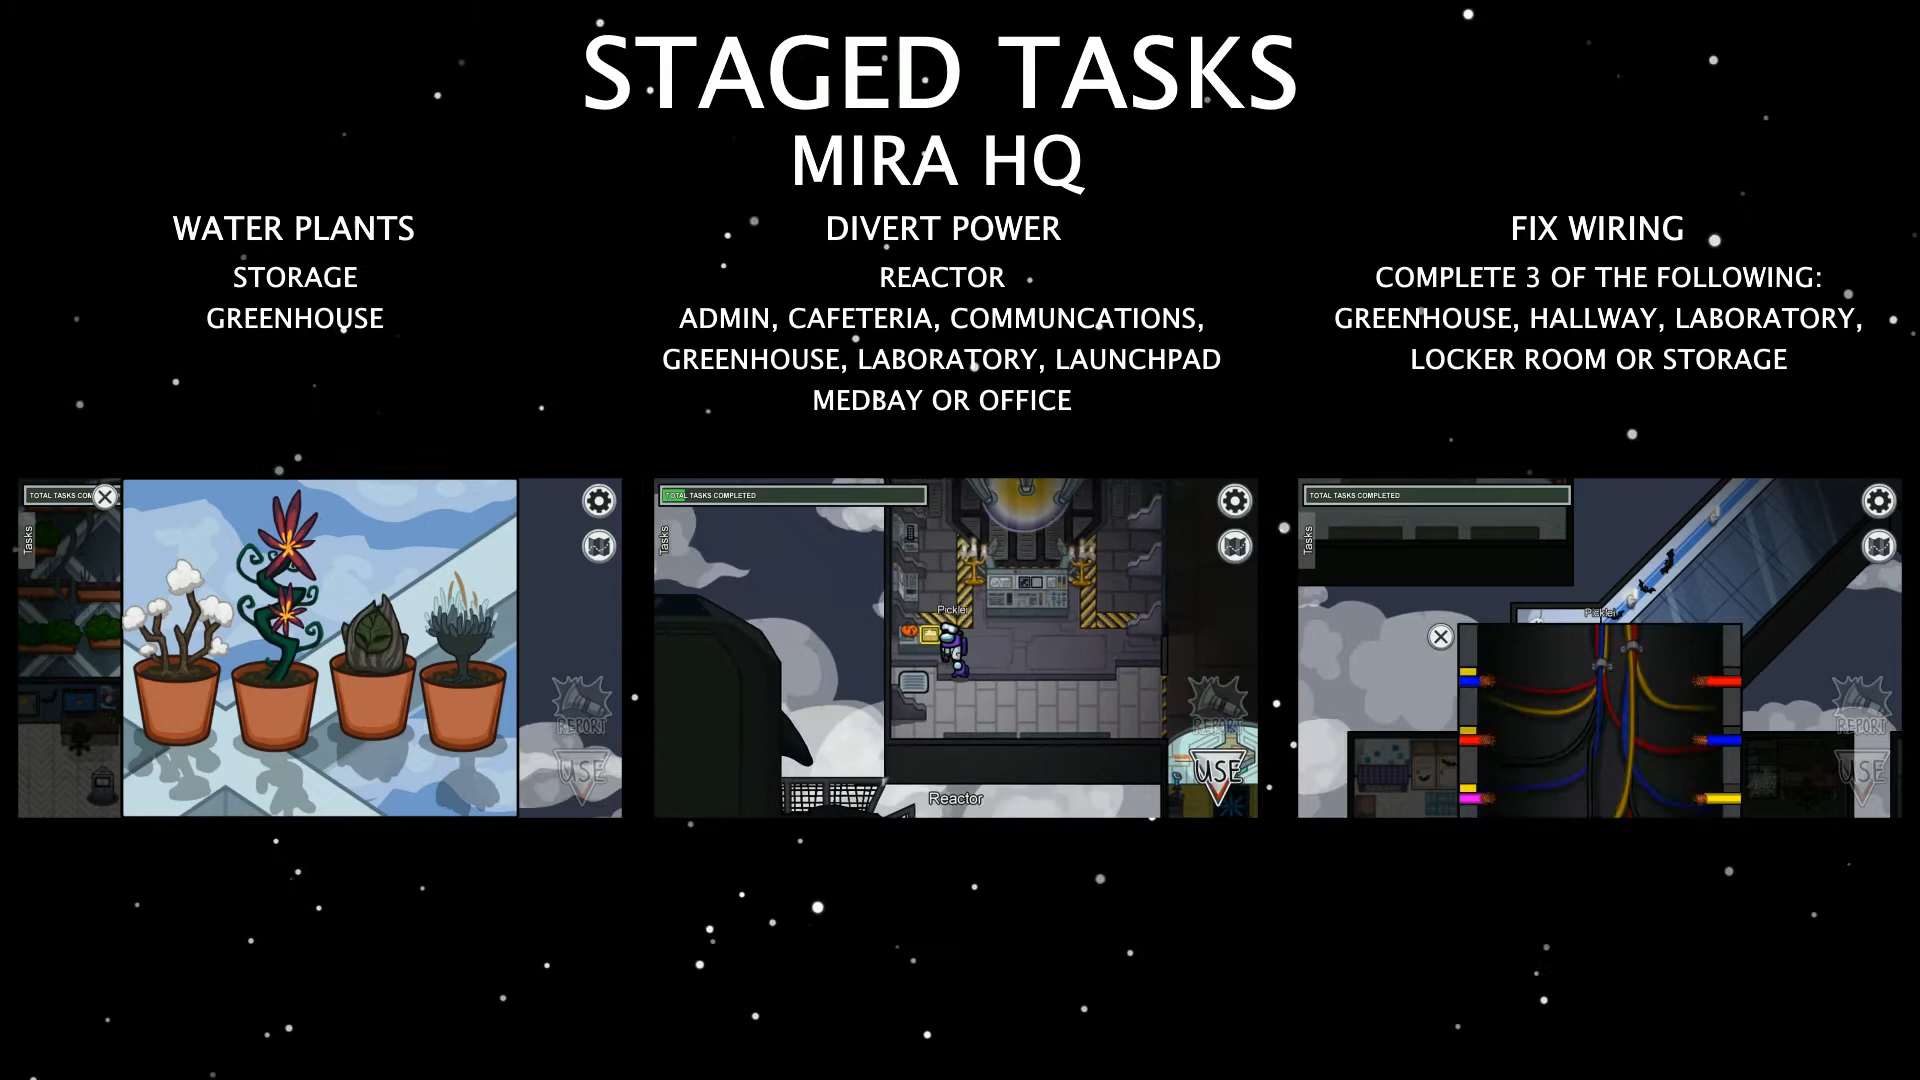 STAGED TASKS
MIRA HQ
WATER PLANTS
STORAGE
GREENHOUSE
DIVERT POWER
REACTOR
ADMIN, CAFETERIA, COMMUNCATIONS,
GREENHOUSE, LABORATORY, LAUNCHPAD
MEDBAY OR OFFICE
FIX WIRING
COMPLETE 3 OF THE FOLLOWING:
GREENHOUSE, HALLWAY, LABORATORY,
LOCKER ROOM OR STORAGE
TOTAL TASKS COM
Tasks
REPORT
USE
TOTAL TASKS COMPLETED
Tasks
Picklei
REPORT
USE
Reactor
TOTAL TASKS COMPLETED
Tasks
Picklei
REPORT
USE